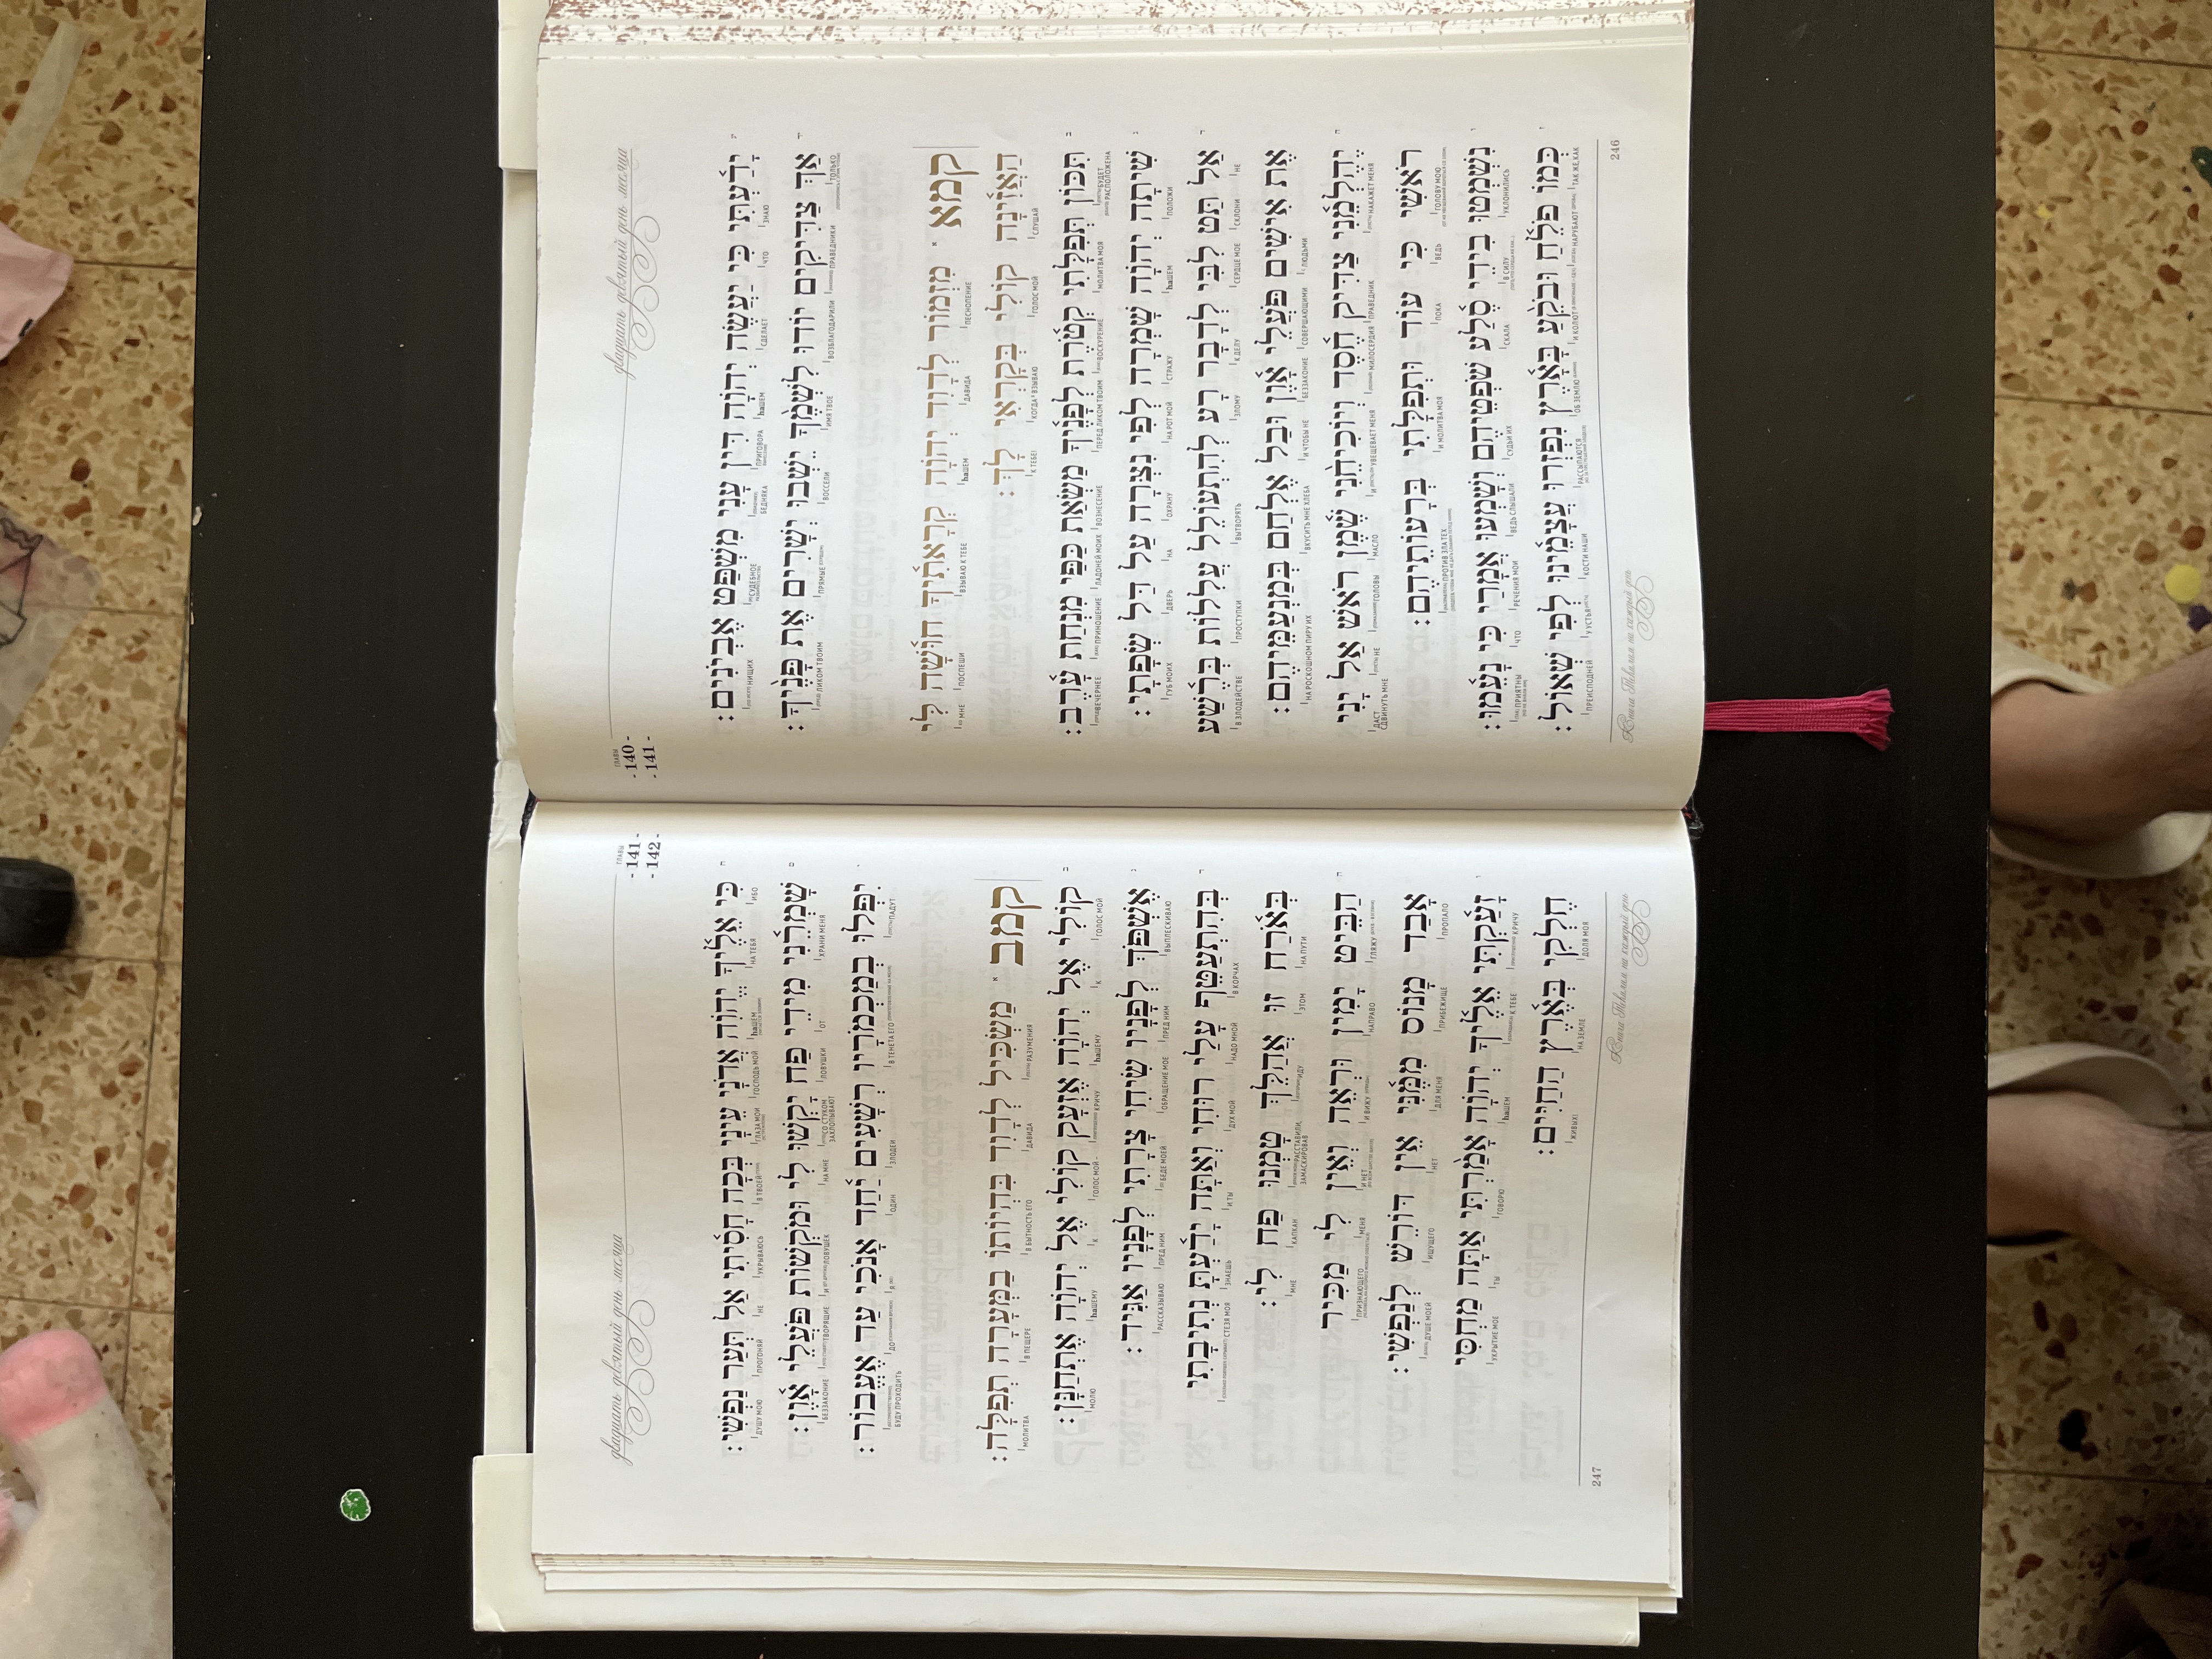 двадцать девятый день месяца
ГЛАВЫ
- 140 -
- 141 -
יָדַעְתִּי כִּי יַעֲשֶׂה יְהוָה דִּין עָנִי מִשְׁפַּט אֶבְיֹנִים:
ЗНАЮ ЧТО СДЕЛАЕТ haШЕМ ПРИГОВОРА БЕДНЯКА СУДЕБНОЕ НИЩИХ
אַךְ צַדִּיקִים יוֹדוּ לִשְׁמֶךָ יֵשְׁבוּ יְשָׁרִים אֶת פָּנֶיךָ:
ТОЛЬКО ПРАВЕДНИКИ ВОЗБЛАГОДАРИЛИ ИМЯ ТВОЕ ВОССЕЛИ ПРЯМЫЕ ЛИКОМ ТВОИМ
קמא א מִזְמוֹר לְדָוִד יְהוָה קְרָאתִיךָ חוּשָׁה לִּי
ПЕСНОПЕНИЕ ДАВИДА haШЕМ ВЗЫВАЮ К ТЕБЕ ПОСПЕШИ МНЕ
הַאֲזִינָה קוֹלִי בְּקָרְאִי לָךְ:
СЛУШАЙ ГОЛОС МОЙ КОГДА Я ВЗЫВАЮ К ТЕБЕ!
תִּכּוֹן תְּפִלָּתִי קְטֹרֶת לְפָנֶיךָ מַשְׂאַת כַּפַּי מִנְחַת עָרֶב:
БУДЕТ РАСПОЛОЖЕНА МОЛИТВА МОЯ ВОСКУРЕНИЕ ПЕРЕД ЛИКОМ ТВОИМ ВОЗНЕСЕНИЕ ЛАДОНЕЙ МОИХ ПРИНОШЕНИЕ ВЕЧЕРНЕЕ
שִׁיתָה יְהוָה שָׁמְרָה לְפִי נִצְּרָה עַל דַּל שְׂפָתָי:
ПОЛОЖИ haШЕМ СТРАЖУ НА РОТ МОЙ ОХРАНУ НА ДВЕРЬ ГУБ МОИХ
אַל תַּט לִבִּי לְדָבָר רָע לְהִתְעוֹלֵל עֲלִלוֹת בְּרֶשַׁע
НЕ СКЛОНИ СЕРДЦЕ МОЕ К ДЕЛУ ЗЛОМУ ВЫТВОРЯТЬ ПРОСТУПКИ В ЗЛОДЕЙСТВЕ
אֶת אִישִׁים פֹּעֲלֵי אָוֶן וּבַל אֶלְחַם בְּמַנְעַמֵּיהֶם:
С ЛЮДЬМИ СОВЕРШАЮЩИМИ БЕЗЗАКОНИЕ И ЧТОБЫ НЕ ВКУСИТЬ МНЕ ХЛЕБА НА РОСКОШНОМ ПИРУ ИХ
יֶהֶלְמֵנִי צַדִּיק חֶסֶד וְיוֹכִיחֵנִי שֶׁמֶן רֹאשׁ אַל יָנִי
НАКАЖЕТ МЕНЯ ПРАВЕДНИК МИЛОСЕРДИЯ И УВЕЩЕВАЕТ МЕНЯ МАСЛО ГОЛОВЫ НЕ ДАСТ СДВИНУТЬ МНЕ
רֹאשִׁי כִּי עוֹד וּתְפִלָּתִי בְּרָעוֹתֵיהֶם:
ГОЛОВУ МОЮ ВЕДЬ ПОКА И МОЛИТВА МОЯ ПРОТИВ ЗЛА ТЕХ
נִשְׁמְטוּ בִידֵי סֶלַע שֹׁפְטֵיהֶם וְשָׁמְעוּ אֲמָרַי כִּי נָעֵמוּ:
УКЛОНИЛИСЬ В СИЛУ СКАЛА СУДЬИ ИХ ВЕДЬ СЛЫШАЛИ РЕЧЕНИЯ МОИ ЧТО ПРИЯТНЫ
כְּמוֹ פֹלֵחַ וּבֹקֵעַ בָּאָרֶץ נִפְזְרוּ עֲצָמֵינוּ לְפִי שְׁאוֹל:
ТАК ЖЕ, КАК НАРУБАЮТ И КОЛЮТ ОБ ЗЕМЛЮ РАССЫПАЮТСЯ КОСТИ НАШИ У УСТЬЯ ПРЕИСПОДНЕЙ
246
Книга Теhилим на каждый день
двадцать девятый день месяца
ГЛАВЫ
- 141 -
- 142 -
כִּי אֵלֶיךָ יֱהוִה אֲדֹנָי עֵינָי בְּכָה חָסִיתִי אַל תְּעַר נַפְשִׁי:
ИБО НА ТЕБЯ haШЕМ ГОСПОДЬ МОЙ ГЛАЗА МОИ В ТВОЕЙ УКРЫВАЮСЬ НЕ ПРОГОНЯЙ ДУШУ МОЮ
שָׁמְרֵנִי מִידֵי פַח יָקְשׁוּ לִי וּמֹקְשׁוֹת פֹּעֲלֵי אָוֶן:
ХРАНИ МЕНЯ ОТ ЛОВУШКИ СО СТУКОМ ЗАХЛОПЫВАЮТ НА МНЕ И ЛОВУШЕК ТВОРЯЩИЕ БЕЗЗАКОНИЕ
יִפְּלוּ בְמַכְמֹרָיו רְשָׁעִים יַחַד אָנֹכִי עַד אֶעֱבוֹר:
ПАДУТ В ТЕНЕТА ЕГО ЗЛОДЕИ ОДИН Я ДО БУДУ ПРОХОДИТЬ
קמב א מַשְׂכִּיל לְדָוִד בִּהְיוֹתוֹ בַמְּעָרָה תְפִלָּה:
РАЗУМЕНИЯ ДАВИДА В БЫТНОСТЬ ЕГО В ПЕЩЕРЕ МОЛИТВА
קוֹלִי אֶל יְהוָה אֶזְעָק קוֹלִי אֶל יְהוָה אֶתְחַנָּן:
ГОЛОС МОЙ К haШЕМУ КРИЧУ ГОЛОС МОЙ - К haШЕМУ МОЛЮ
אֶשְׁפֹּךְ לְפָנָיו שִׂיחִי צָרָתִי לְפָנָיו אַגִּיד:
ВЫПЛЕСКИВАЮ ПРЕД НИМ ОБРАЩЕНИЕ МОЕ БЕДЕ МОЕЙ ПРЕД НИМ РАССКАЗЫВАЮ
בְּהִתְעַטֵּף עָלַי רוּחִי וְאַתָּה יָדַעְתָּ נְתִיבָתִי
В КОРЧАХ НАДО МНОЙ ДУХ МОЙ И ТЫ ЗНАЕШЬ СТЕЗЯ МОЯ
בְּאֹרַח זוּ אֲהַלֵּךְ טָמְנוּ פַח לִי:
НА ПУТИ ЭТОМ ИДУ РАССТАВИЛИ, ЗАМАСКИРОВАВ КАПКАН МНЕ
הַבֵּיט יָמִין וּרְאֵה וְאֵין לִי מַכִּיר
ГЛЯЖУ НАПРАВО И ВИЖУ И НЕТ МЕНЯ ПРИЗНАЮЩЕГО
אָבַד מָנוֹס מִמֶּנִּי אֵין דּוֹרֵשׁ לְנַפְשִׁי:
ПРОПАЛО ПРИБЕЖИЩЕ ДЛЯ МЕНЯ НЕТ ИЩУЩЕГО ДУШЕ МОЕЙ
זָעַקְתִּי אֵלֶיךָ יְהוָה אָמַרְתִּי אַתָּה מַחְסִי
КРИЧУ К ТЕБЕ haШЕМ ГОВОРЮ ТЫ УКРЫТИЕ МОЕ
חֶלְקִי בְּאֶרֶץ הַחַיִּים:
ДОЛЯ МОЯ НА ЗЕМЛЕ ЖИВЫХ!
247
Книга Теhилим на каждый день